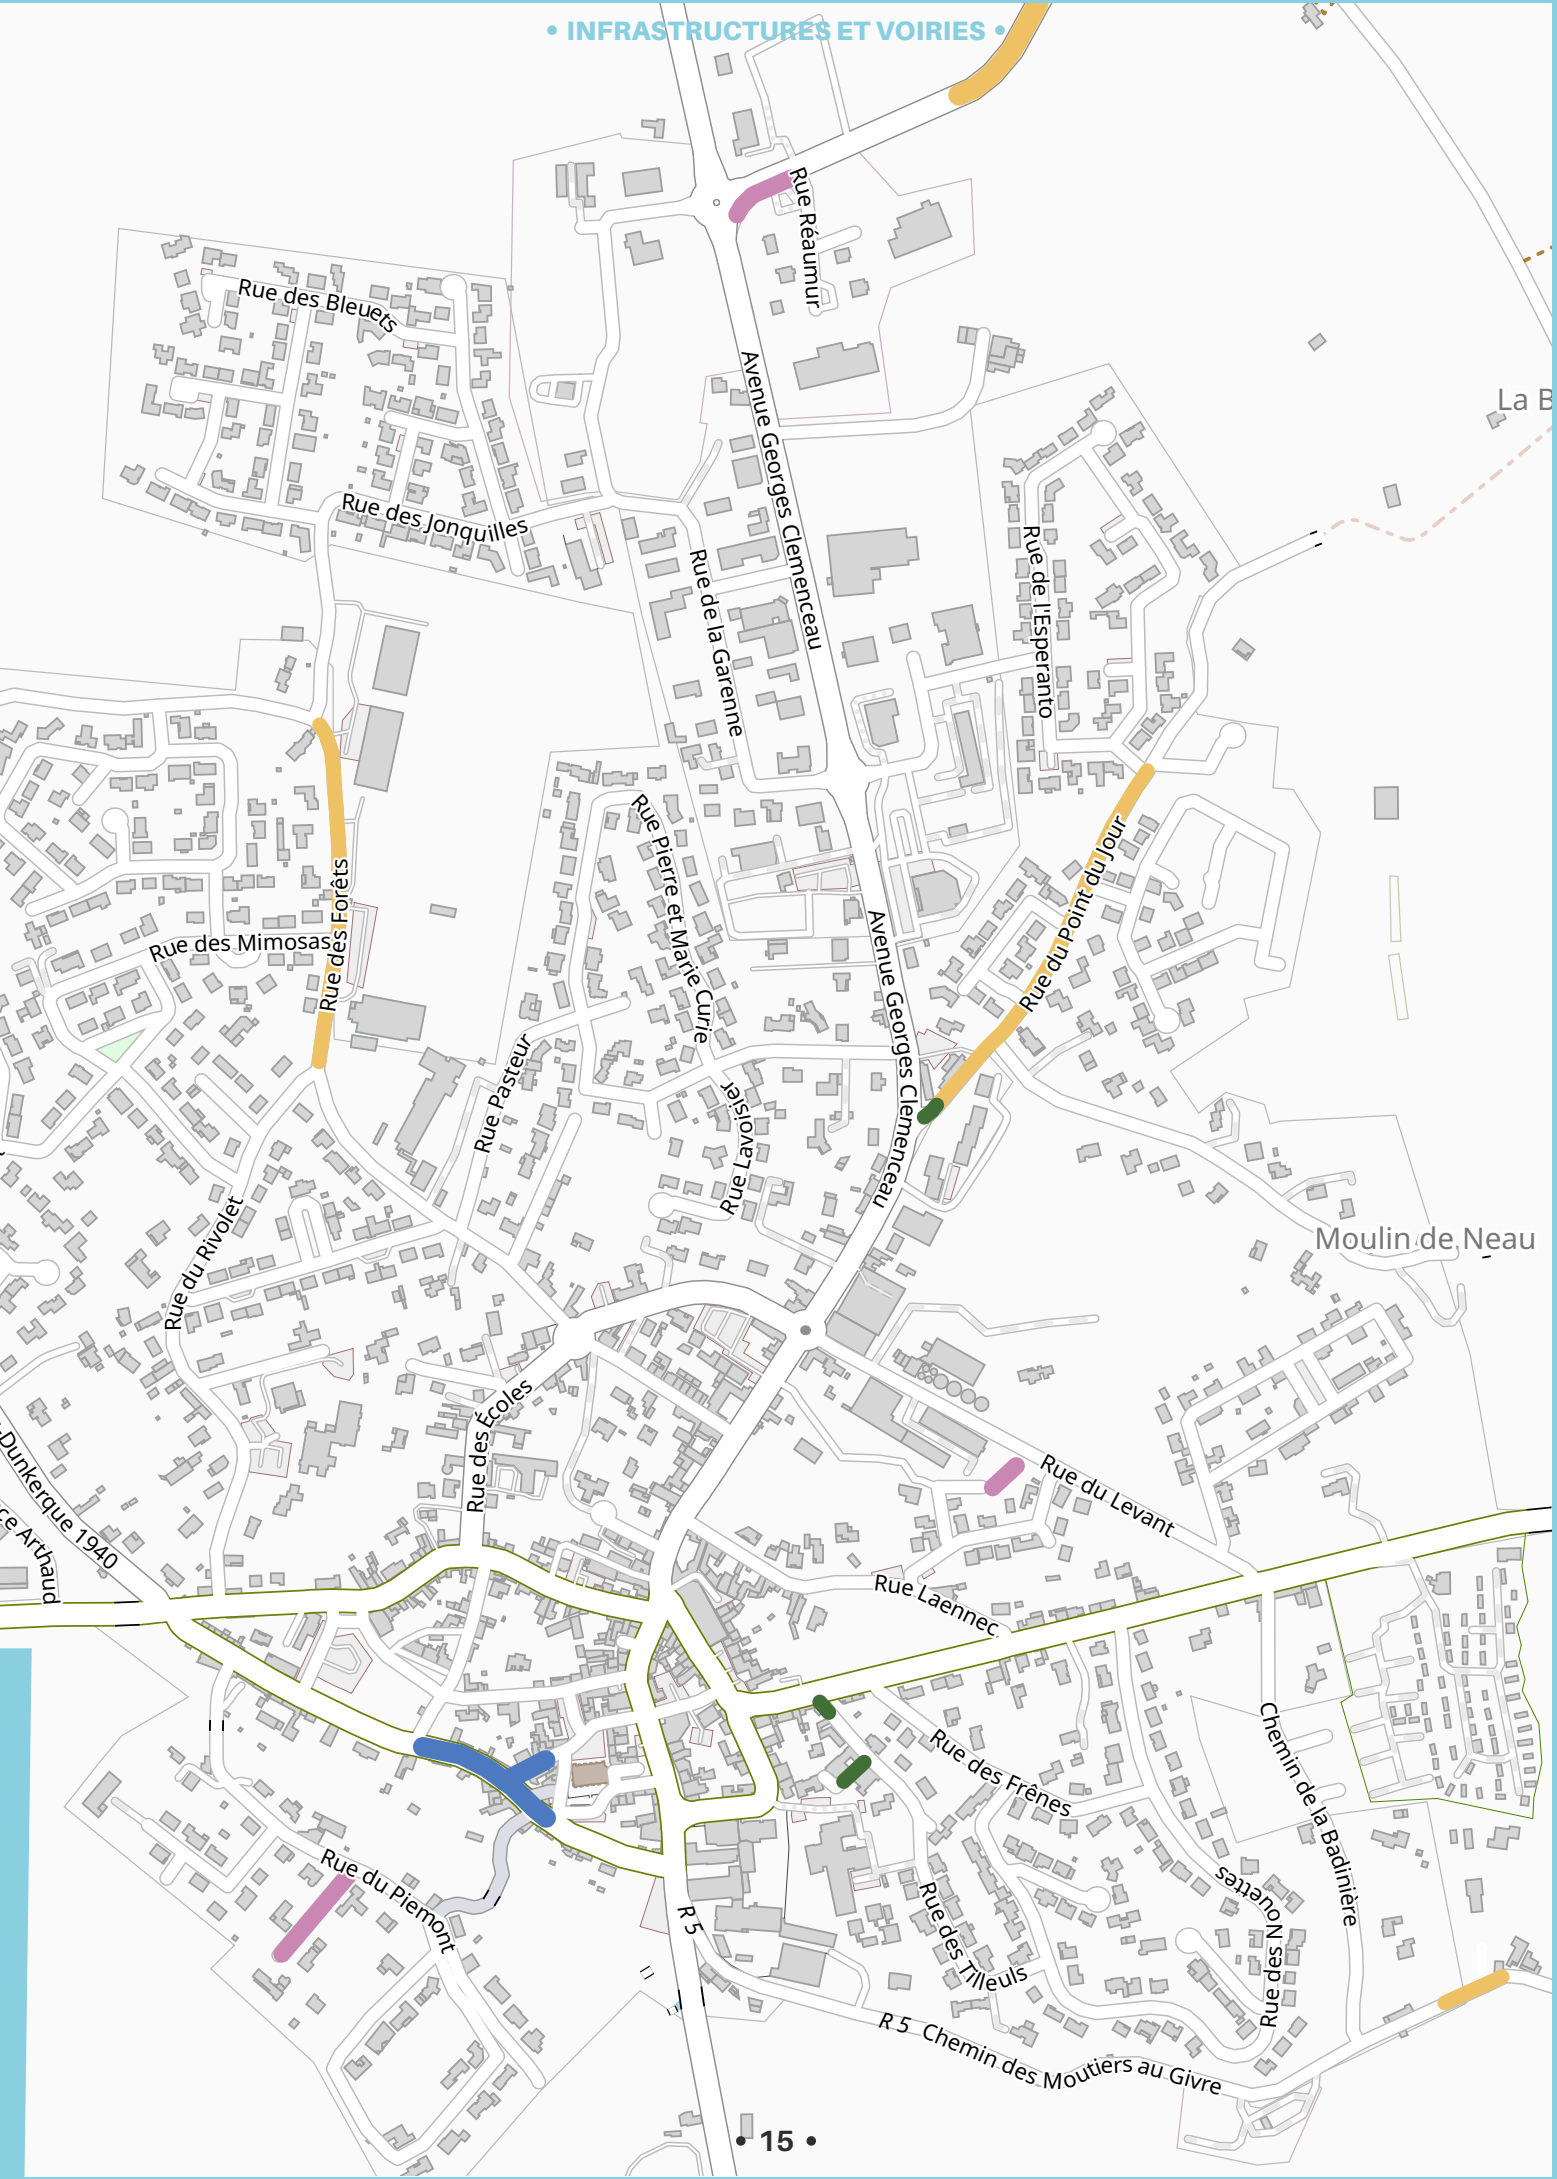 • INFRASTRUCTURES ET VOIRIES •
Rue Réaumur
Rue des Bleuets
La B
Avenue Georges Clemenceau
Rue des Jonquilles
Rue de l'Esperanto
Rue de la Garenne
Rue Pierre et Marie Curie
Rue du Point du Jour
Rue des Forêts
Rue des Mimosas
Avenue Georges Clemenceau
Rue Pasteur
Rue Lavoisier
Rue du Rivolet
Moulin de Neau
Rue des Écoles
Dunkerque 1940
Rue du Levant
ce Arthaud
Rue Laennec
Chemin de la Badinière
Rue des Frênes
Rue du Piemont
Rue des Noëttes
Rue des Tilleuls
R 5
R 5 Chemin des Moutiers au Givre
• 15 •